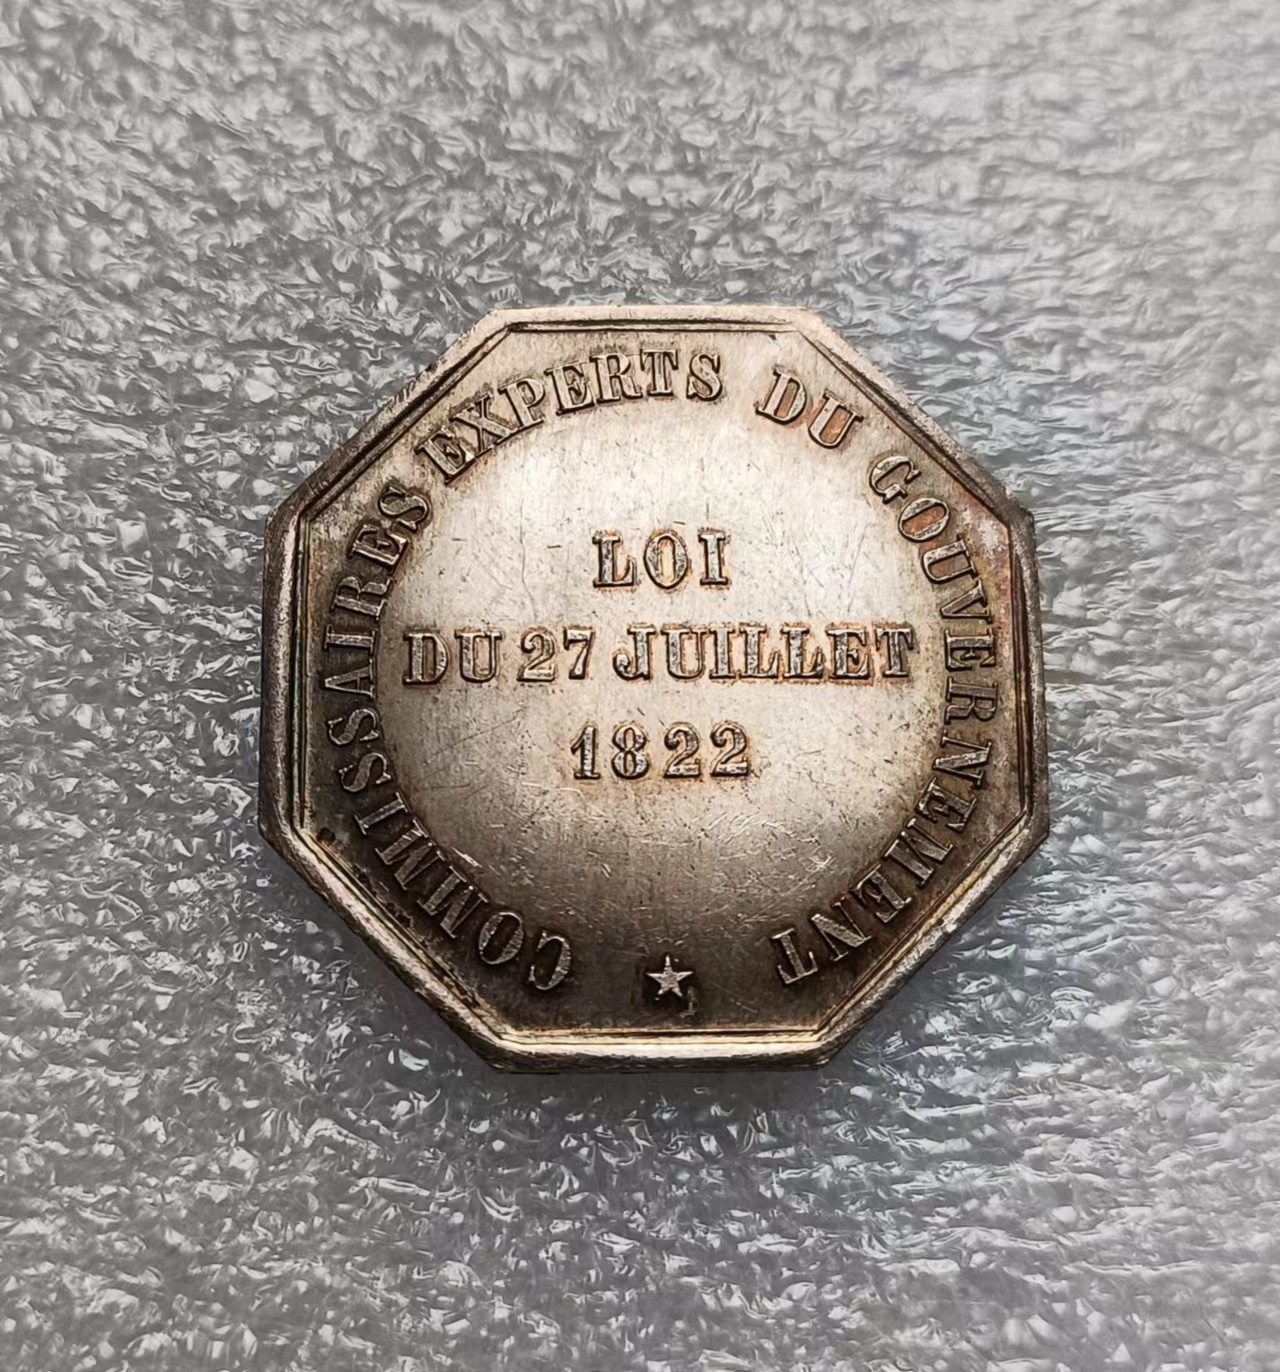 COMMISSAIRES EXPERTS DU GOUVERNEMENT
LOI
DU 27 JUILLET
1822